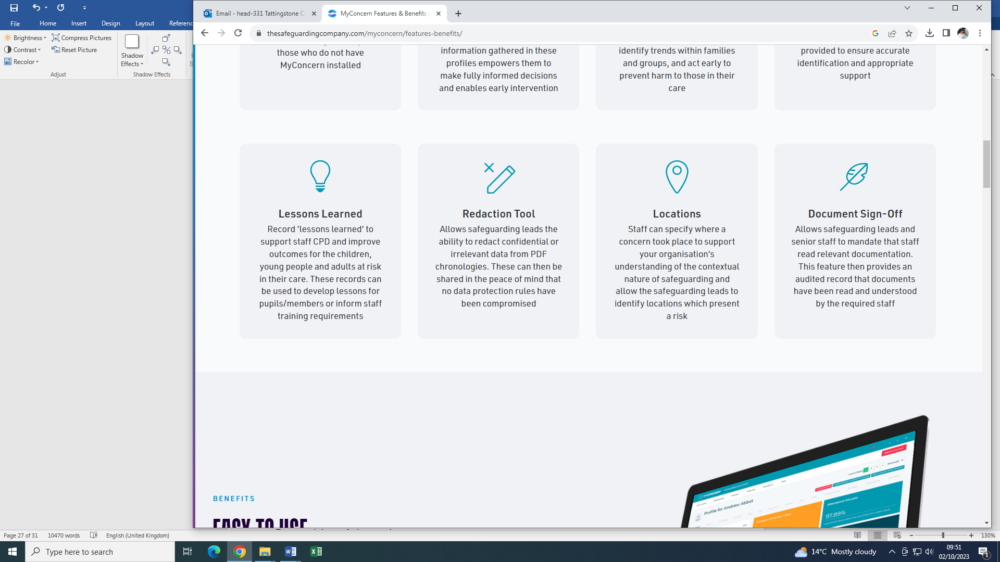 File
Home
Insert
Design
Layout
Referenc
Brightness
Compress Pictures
Contrast
Reset Picture
Recolor
Shadow
Effects
Adjust
Shadow Effects
Email - head-331 Tattingstone C
MyConcern Features & Benefits
thesafeguardingcompany.com/myconcern/features-benefits/
those who do not have
MyConcern installed
information gathered in these
profiles empowers them to
make fully informed decisions
and enables early intervention
identify trends within families
and groups, and act early to
prevent harm to those in their
care
provided to ensure accurate
identification and appropriate
support
Lessons Learned
Record 'lessons learned' to
support staff CPD and improve
outcomes for the children,
young people and adults at risk
in their care. These records can
be used to develop lessons for
pupils/members or inform staff
training requirements
Redaction Tool
Allows safeguarding leads the
ability to redact confidential or
irrelevant data from PDF
chronologies. These can then be
shared in the peace of mind that
no data protection rules have
been compromised
Locations
Staff can specify where a
concern took place to support
your organisation's
understanding of the contextual
nature of safeguarding and
allow the safeguarding leads to
identify locations which present
a risk
Document Sign-Off
Allows safeguarding leads and
senior staff to mandate that staff
read relevant documentation.
This feature then provides an
audited record that documents
have been read and understood
by the required staff
BENEFITS
EASY TO USE
MYCONCERN
Profile for Andrew Abbot
Concerns in the last 7 days
Attendance this year
97.89%
Page 27 of 31
10470 words
English (United Kingdom)
130%
Type here to search
14°C Mostly cloudy
09:51
02/10/2023
1